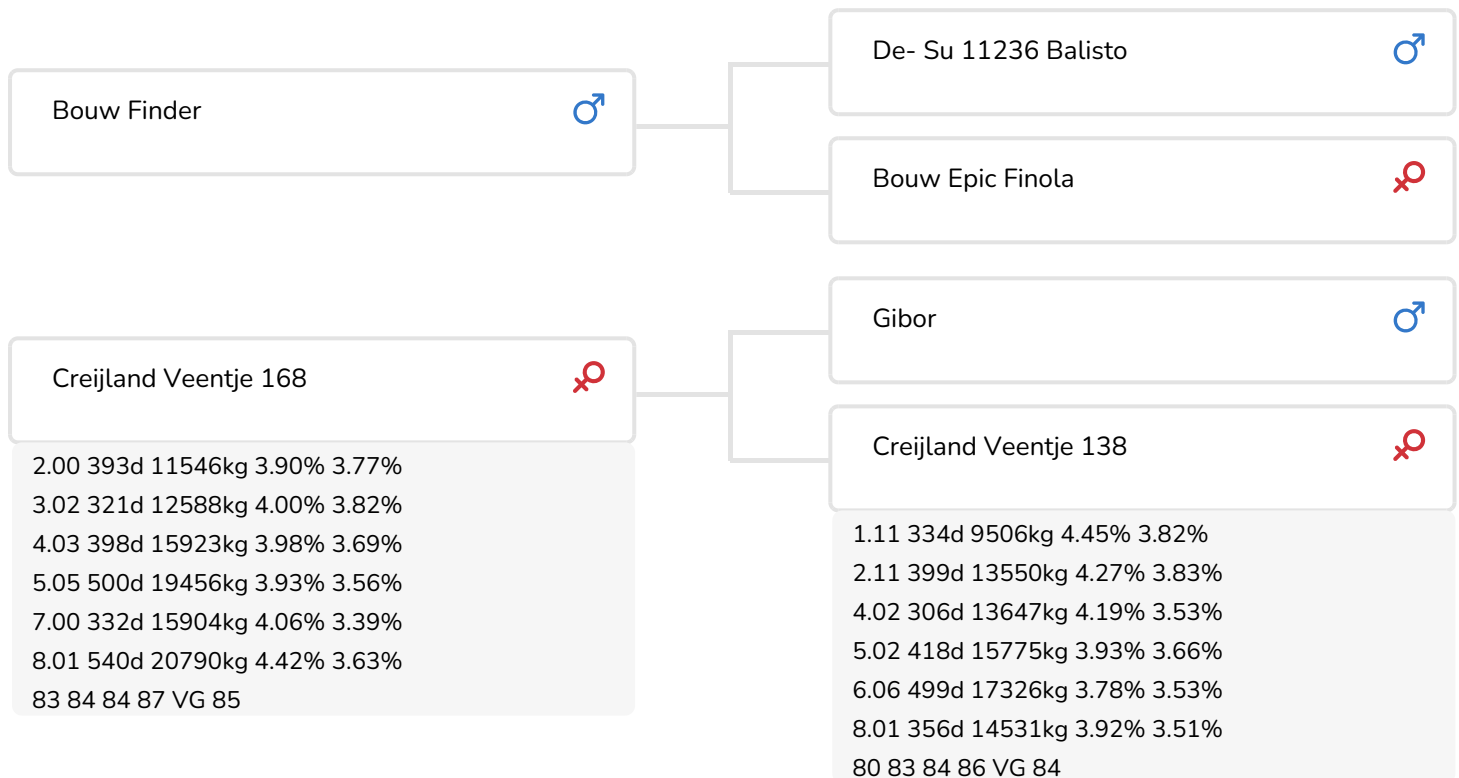 Bouw Finder
De- Su 11236 Balisto
Bouw Epic Finola
Creijland Veentje 168
2.00 393d 11546kg 3.90% 3.77%
3.02 321d 12588kg 4.00% 3.82%
4.03 398d 15923kg 3.98% 3.69%
5.05 500d 19456kg 3.93% 3.56%
7.00 332d 15904kg 4.06% 3.39%
8.01 540d 20790kg 4.42% 3.63%
83 84 84 87 VG 85
Gibor
Creijland Veentje 138
1.11 334d 9506kg 4.45% 3.82%
2.11 399d 13550kg 4.27% 3.83%
4.02 306d 13647kg 4.19% 3.53%
5.02 418d 15775kg 3.93% 3.66%
6.06 499d 17326kg 3.78% 3.53%
8.01 356d 14531kg 3.92% 3.51%
80 83 84 86 VG 84